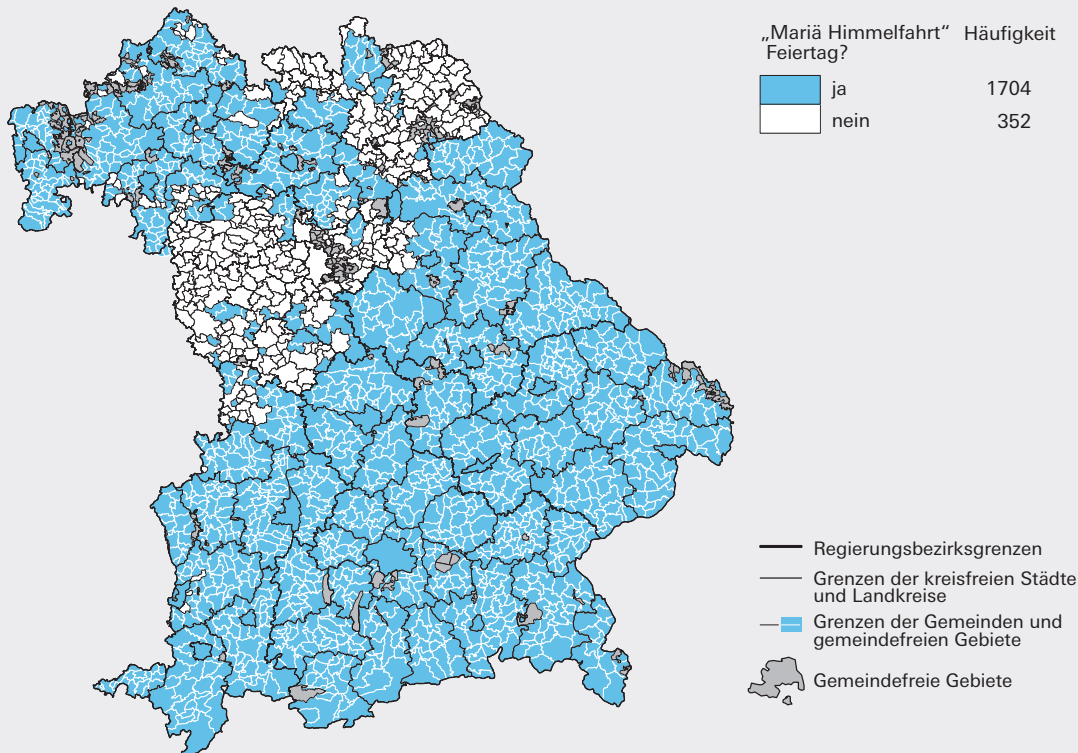 „Mariä Himmelfahrt“ Häufigkeit
Feiertag?
ja 1704
nein 352
Regierungsbezirksgrenzen
Grenzen der kreisfreien Städte
und Landkreise
Grenzen der Gemeinden und
gemeindefreien Gebiete
Gemeindefreie Gebiete